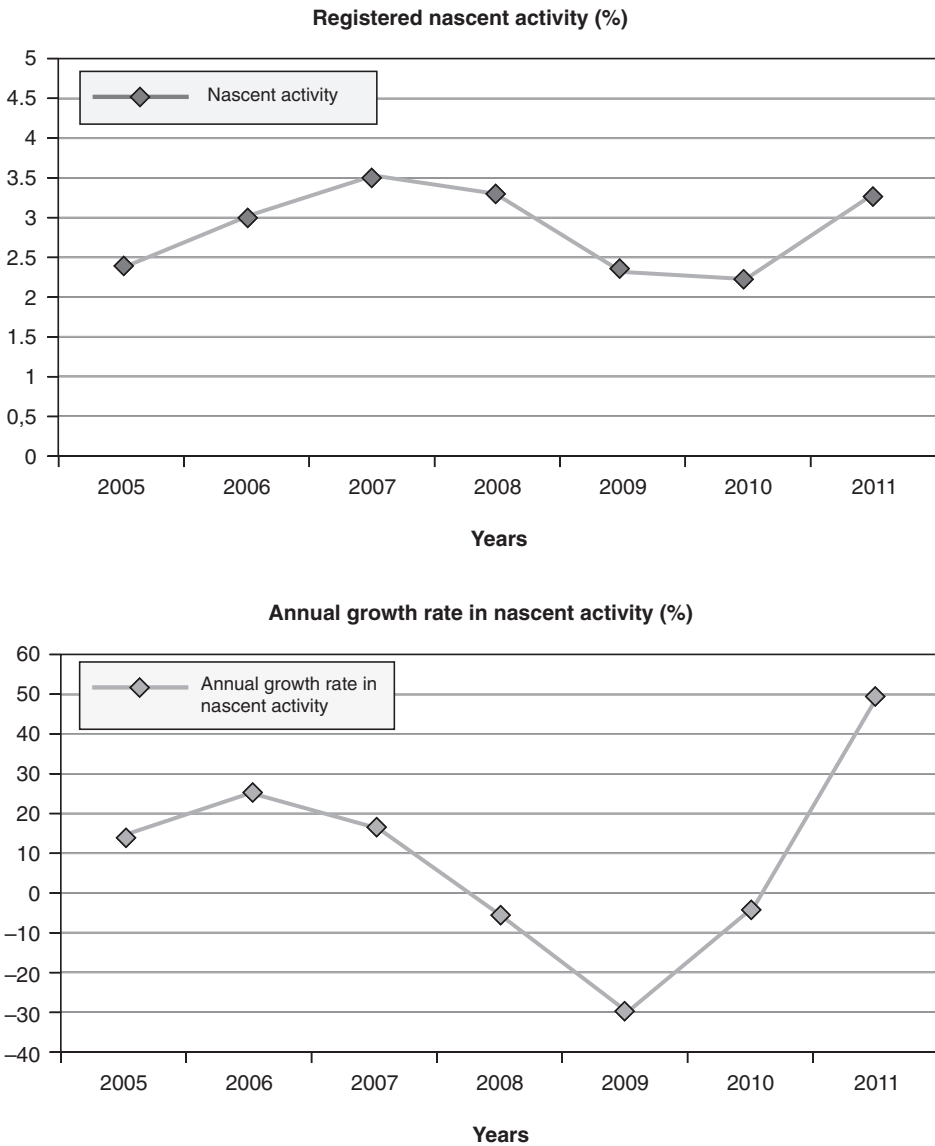 Registered nascent activity (%)
5
4.5
4
3.5
3
2.5
2
1.5
1
0,5
0
Nascent activity
2005 2006 2007 2008 2009 2010 2011
Years
Annual growth rate in nascent activity (%)
60
50
40
30
20
10
0
–10
–20
–30
–40
Annual growth rate in
nascent activity
2005 2006 2007 2008 2009 2010 2011
Years